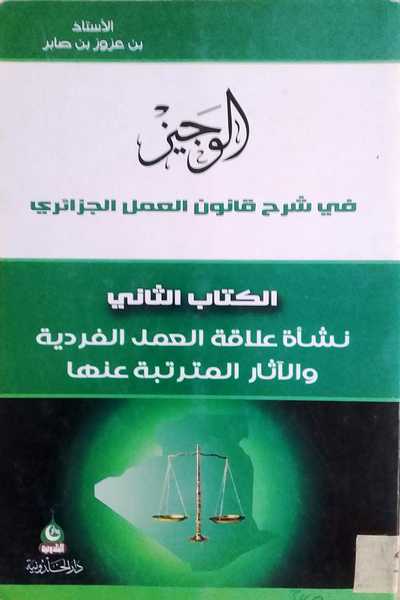 الأستاذ
بن عزوز بن صابر
الوجيز
في شرح قانون العمل الجزائري
الكتاب الثاني
نشأة علاقة العمل الفردية
والآثار المترتبة عنها
الخلدونية
دار الخلدونية